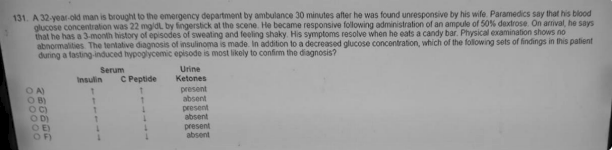 131. A 32-year-old man is brought to the emergency department by ambulance 30 minutes after he was found unresponsive by his wife. Paramedics say that his blood
glucose concentration was 22 mg/dL by fingerstick at the scene. He became responsive following administration of an ampule of 50% dextrose. On arrival, he says
that he has a 3-month history of episodes of sweating and feeling shaky. His symptoms resolve when he eats a candy bar. Physical examination shows no
abnormalities. The tentative diagnosis of insulinoma is made. In addition to a decreased glucose concentration, which of the following sets of findings in this patient
during a fasting-induced hypoglycemic episode is most likely to confirm the diagnosis?
Serum Urine
Insulin C Peptide Ketones
A) ↑ ↑ present
B) ↑ ↑ absent
C) ↑ ↓ present
D) ↑ ↓ absent
E) ↓ ↓ present
F) ↓ ↓ absent